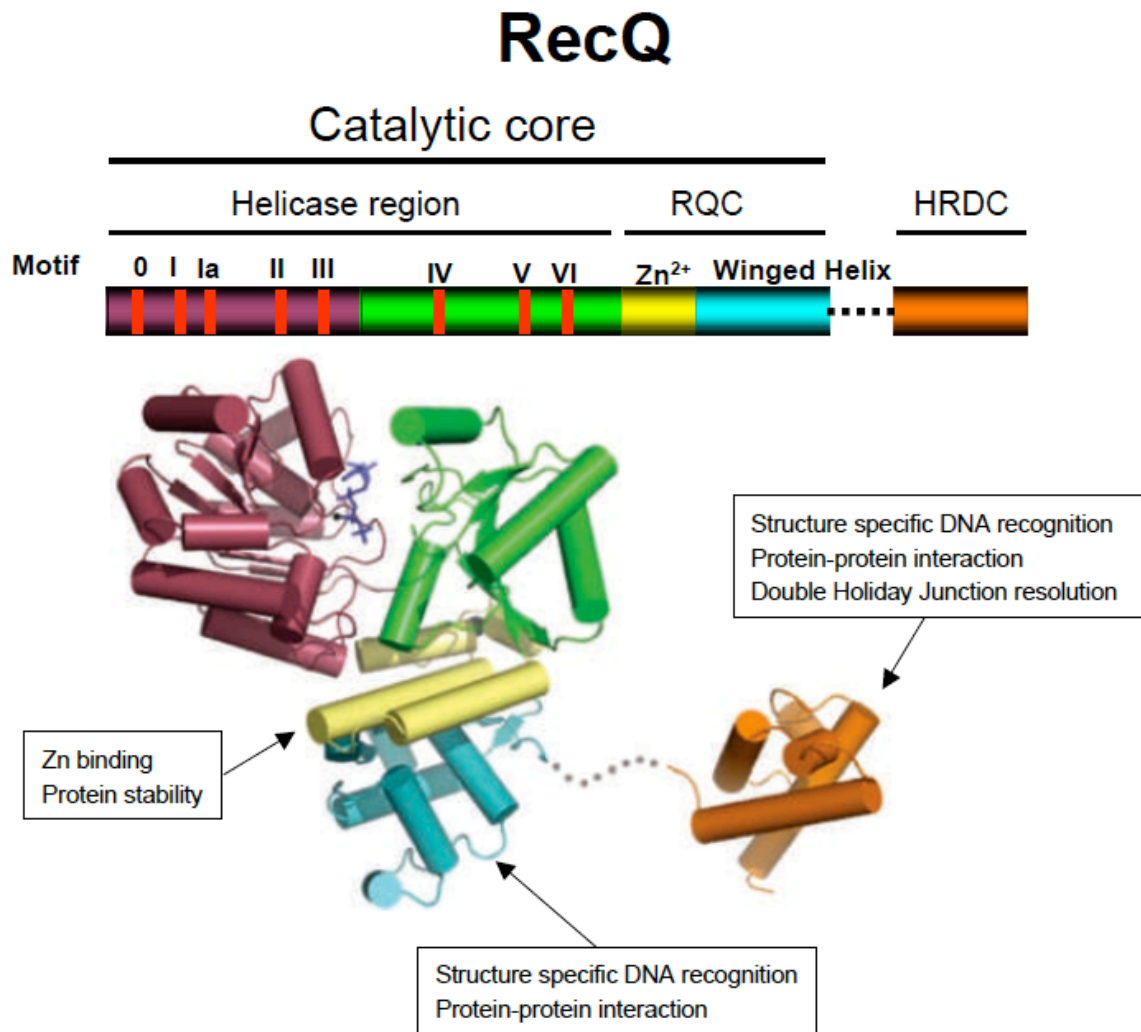 RecQ
Catalytic core
Helicase region RQC HRDC
Motif 0 I Ia II III IV V VI Zn²⁺ Winged Helix
Structure specific DNA recognition
Protein-protein interaction
Double Holiday Junction resolution
Zn binding
Protein stability
Structure specific DNA recognition
Protein-protein interaction